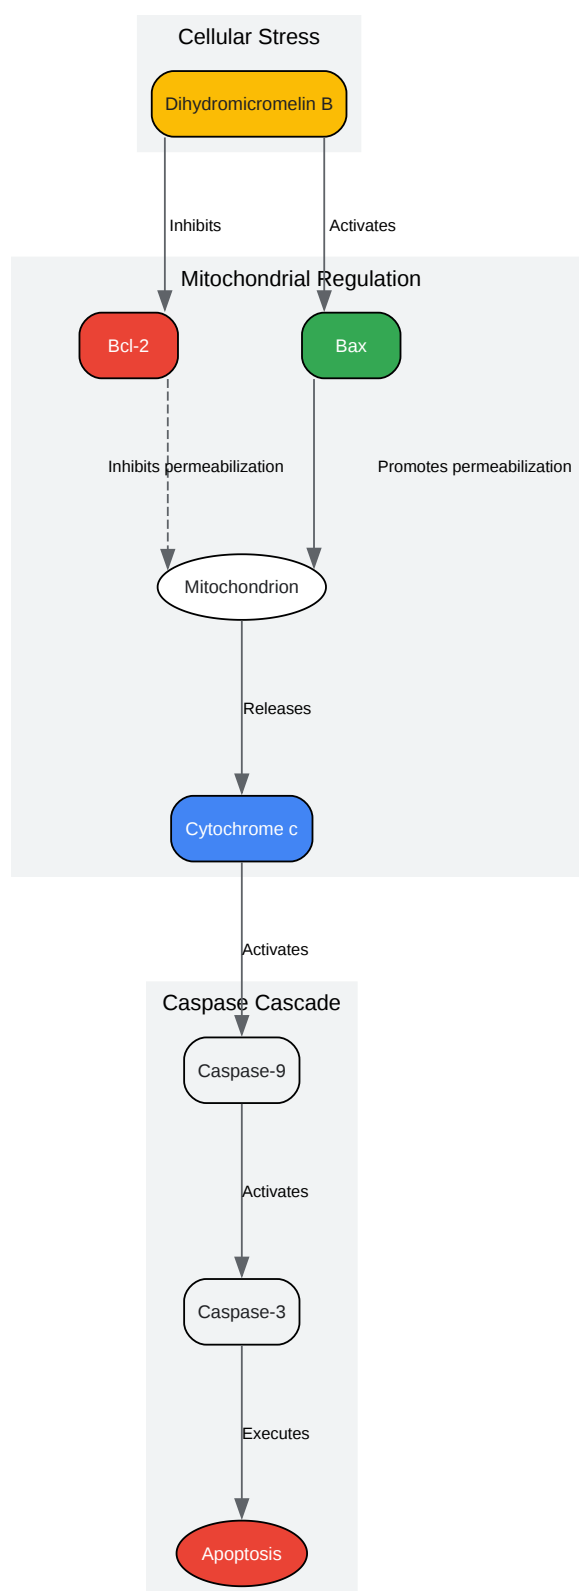 Cellular Stress
Dihydromicromelin B
Inhibits
Activates
Mitochondrial Regulation
Bcl-2
Bax
Inhibits permeabilization
Promotes permeabilization
Mitochondrion
Releases
Cytochrome c
Activates
Caspase Cascade
Caspase-9
Activates
Caspase-3
Executes
Apoptosis